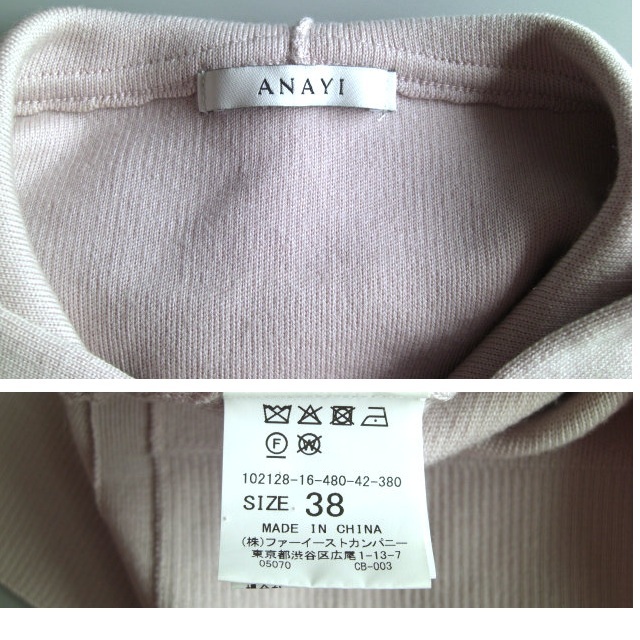 ANAYI
F W
102128-16-480-42-380
SIZE 38
MADE IN CHINA
(株)ファーイーストカンパニー
東京都渋谷区広尾1-13-7
05070 CB-003